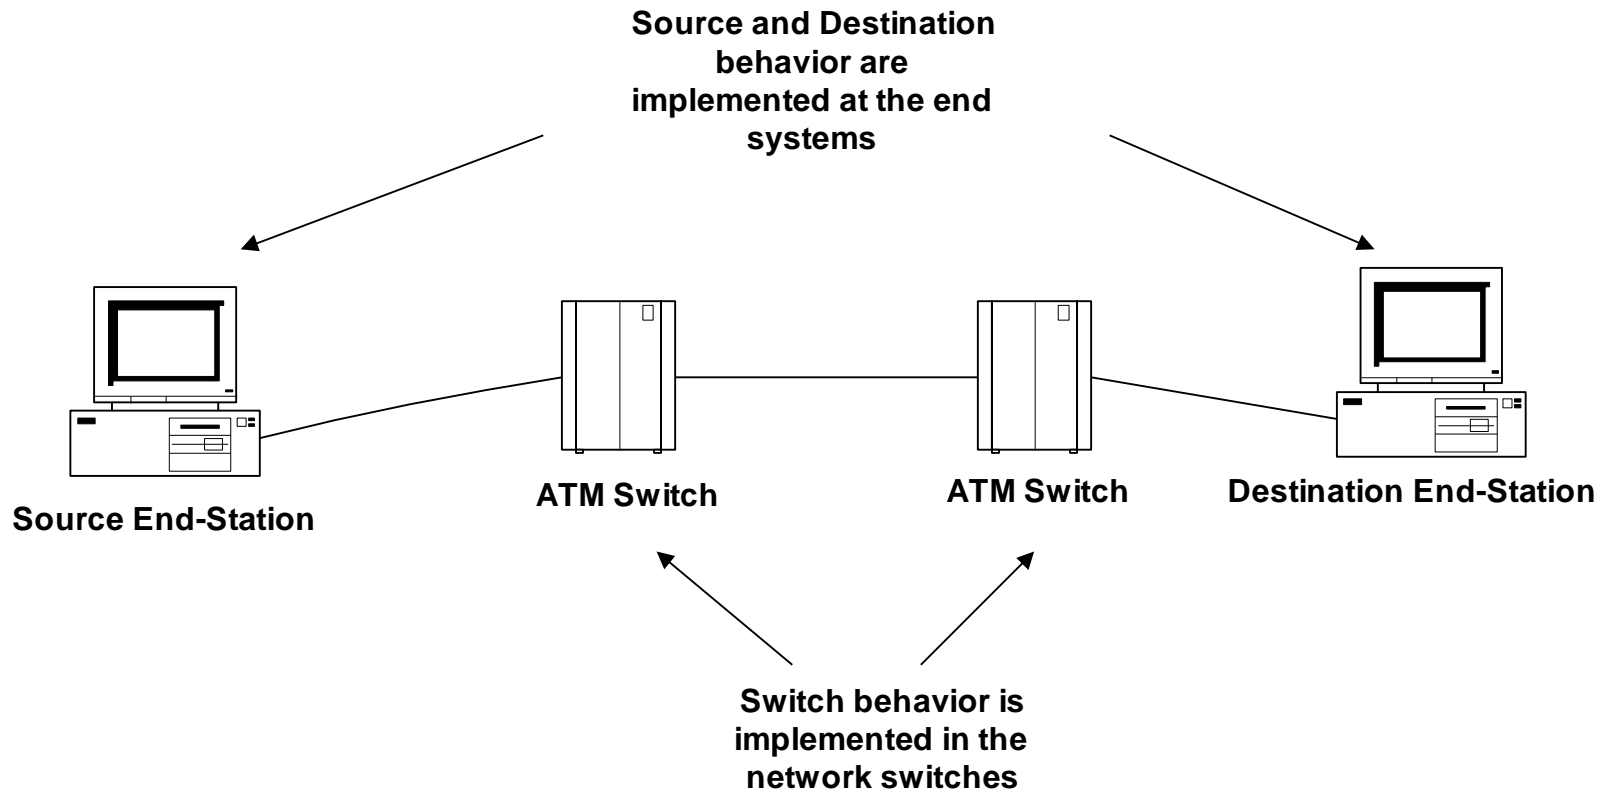 Source and Destination
behavior are
implemented at the end
systems
ATM Switch
ATM Switch
Destination End-Station
Source End-Station
Switch behavior is
implemented in the
network switches